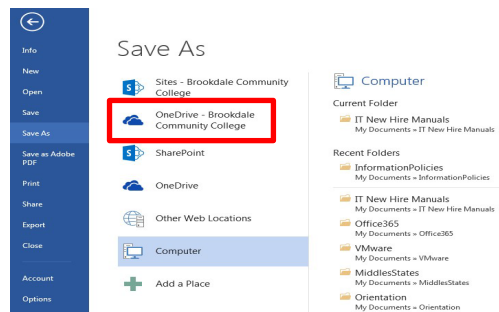 Info
New
Open
Save
Save As
Save as Adobe
PDF
Print
Share
Export
Close
Account
Options
Save As
Sites - Brookdale Community
College
OneDrive - Brookdale
Community College
SharePoint
OneDrive
Other Web Locations
Computer
Add a Place
Computer
Current Folder
IT New Hire Manuals
My Documents » IT New Hire Manuals
Recent Folders
InformationPolicies
My Documents » InformationPolicies
IT New Hire Manuals
My Documents » IT New Hire Manuals
Office365
My Documents » Office365
VMware
My Documents » VMware
MiddlesStates
My Documents » MiddlesStates
Orientation
My Documents » Orientation